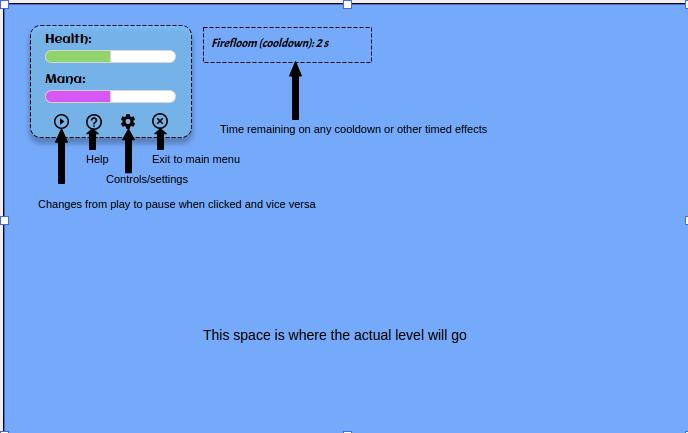 Health:
Firefloom (cooldown): 2 s
Mana:
Time remaining on any cooldown or other timed effects
Help
Exit to main menu
Controls/settings
Changes from play to pause when clicked and vice versa
This space is where the actual level will go